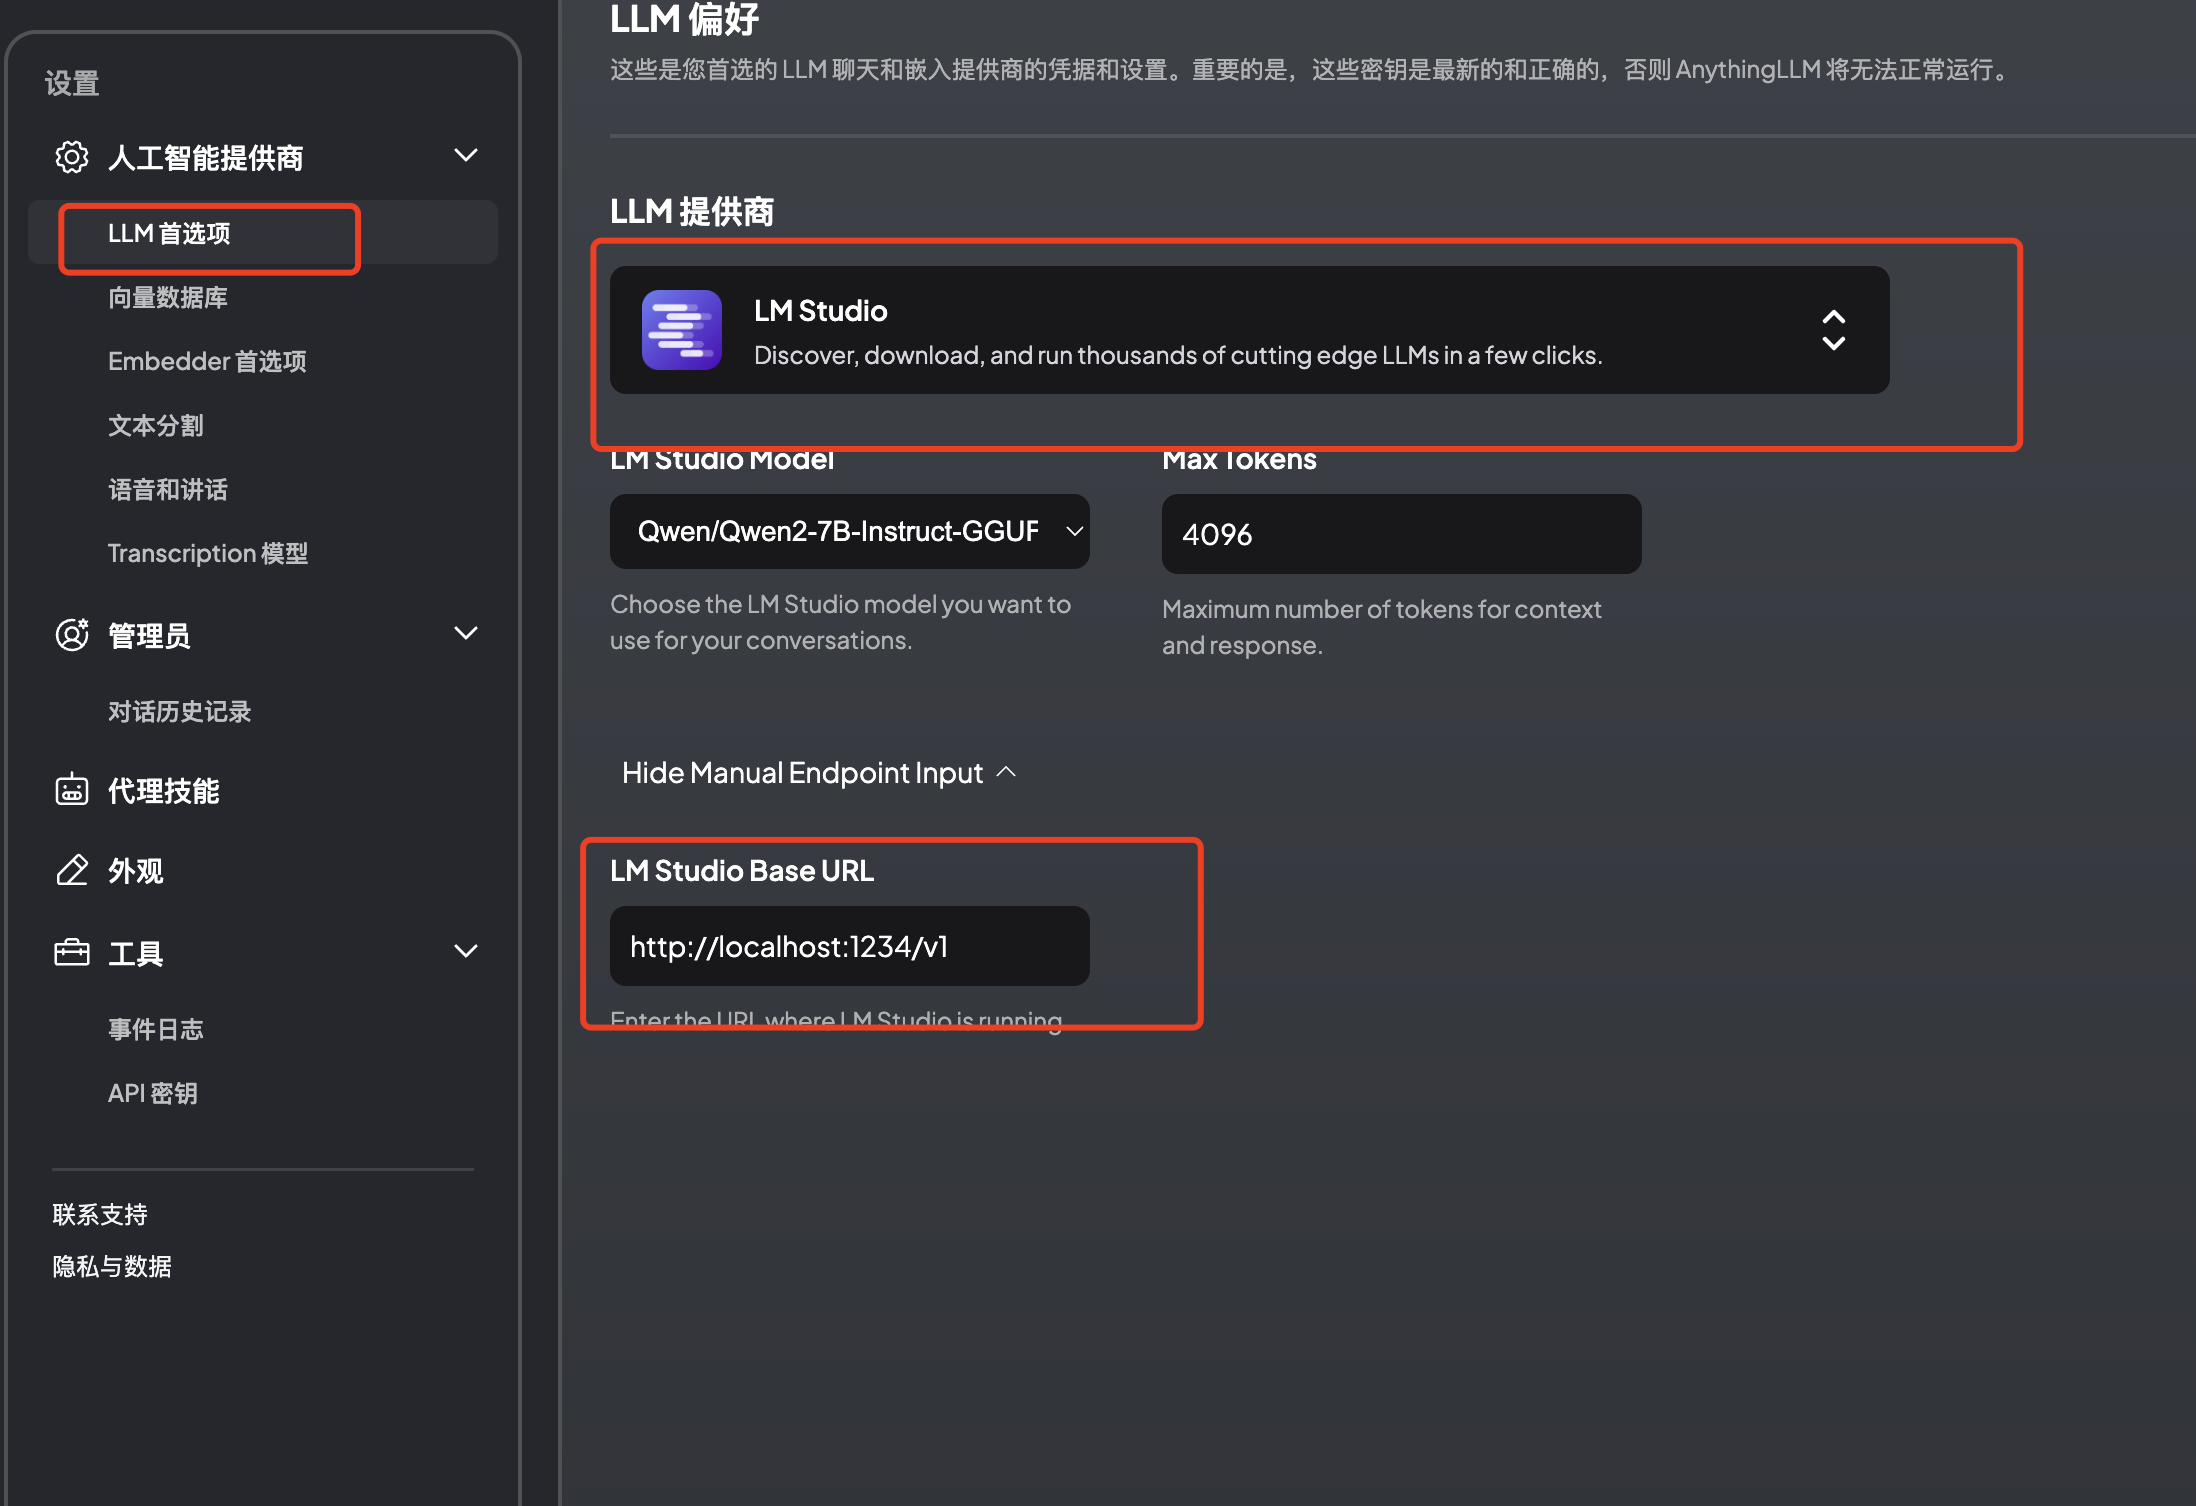 设置
人工智能提供商
LLM 首选项
向量数据库
Embedder 首选项
文本分割
语音和讲话
Transcription 模型
管理员
对话历史记录
代理技能
外观
工具
事件日志
API 密钥
联系支持
隐私与数据
LLM 偏好
这些是您首选的 LLM 聊天和嵌入提供商的凭据和设置。重要的是，这些密钥是最新的和正确的，否则 AnythingLLM 将无法正常运行。
LLM 提供商
LM Studio
Discover, download, and run thousands of cutting edge LLMs in a few clicks.
LM Studio Model
Qwen/Qwen2-7B-Instruct-GGUF
Choose the LM Studio model you want to
use for your conversations.
Max Tokens
4096
Maximum number of tokens for context
and response.
Hide Manual Endpoint Input
LM Studio Base URL
http://localhost:1234/v1
Enter the URL where LM Studio is running.